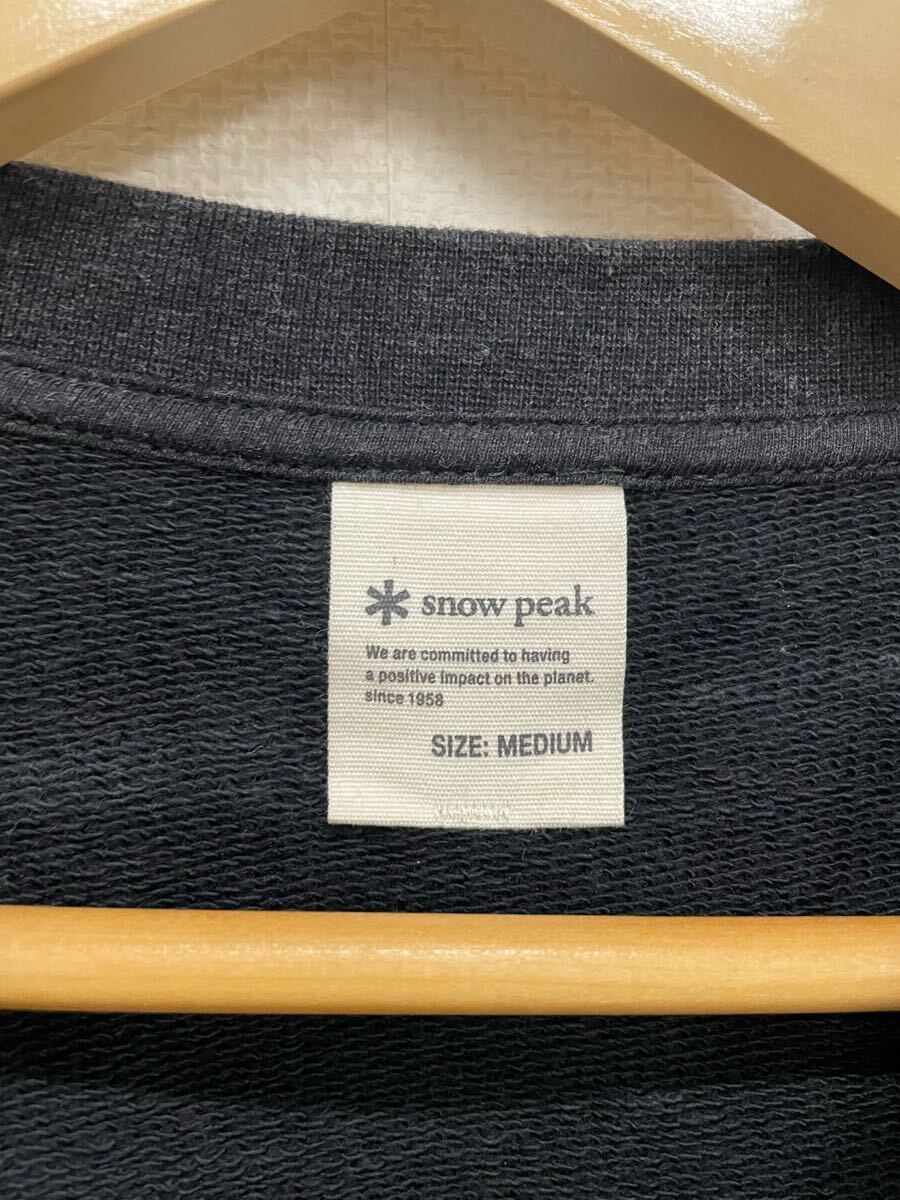 snow peak
We are committed to having
a positive impact on the planet.
since 1958
SIZE: MEDIUM